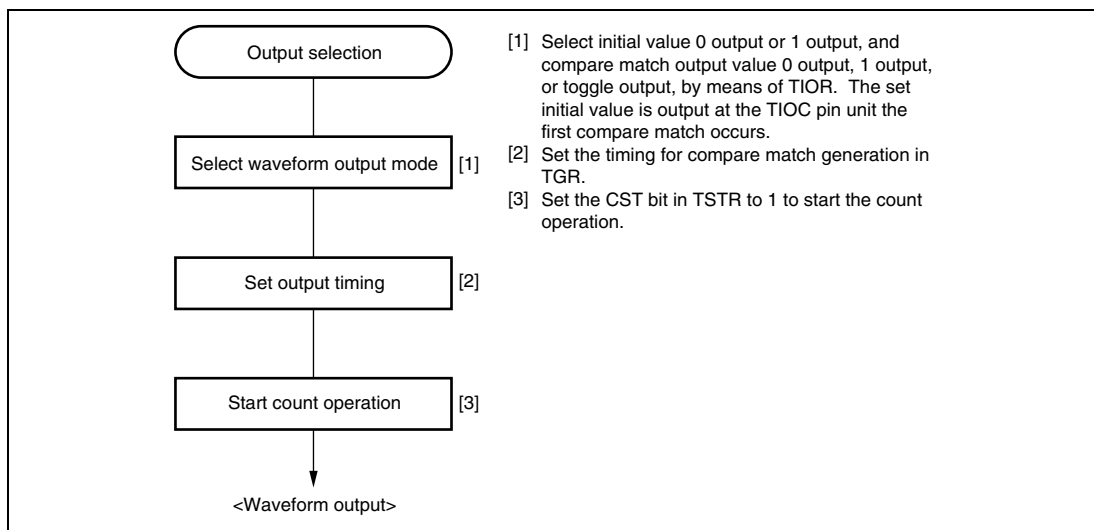 Output selection
Select waveform output mode
[1]
Set output timing
[2]
Start count operation
[3]
<Waveform output>
[1] Select initial value 0 output or 1 output, and
compare match output value 0 output, 1 output,
or toggle output, by means of TIOR. The set
initial value is output at the TIOC pin unit the
first compare match occurs.
[2] Set the timing for compare match generation in
TGR.
[3] Set the CST bit in TSTR to 1 to start the count
operation.